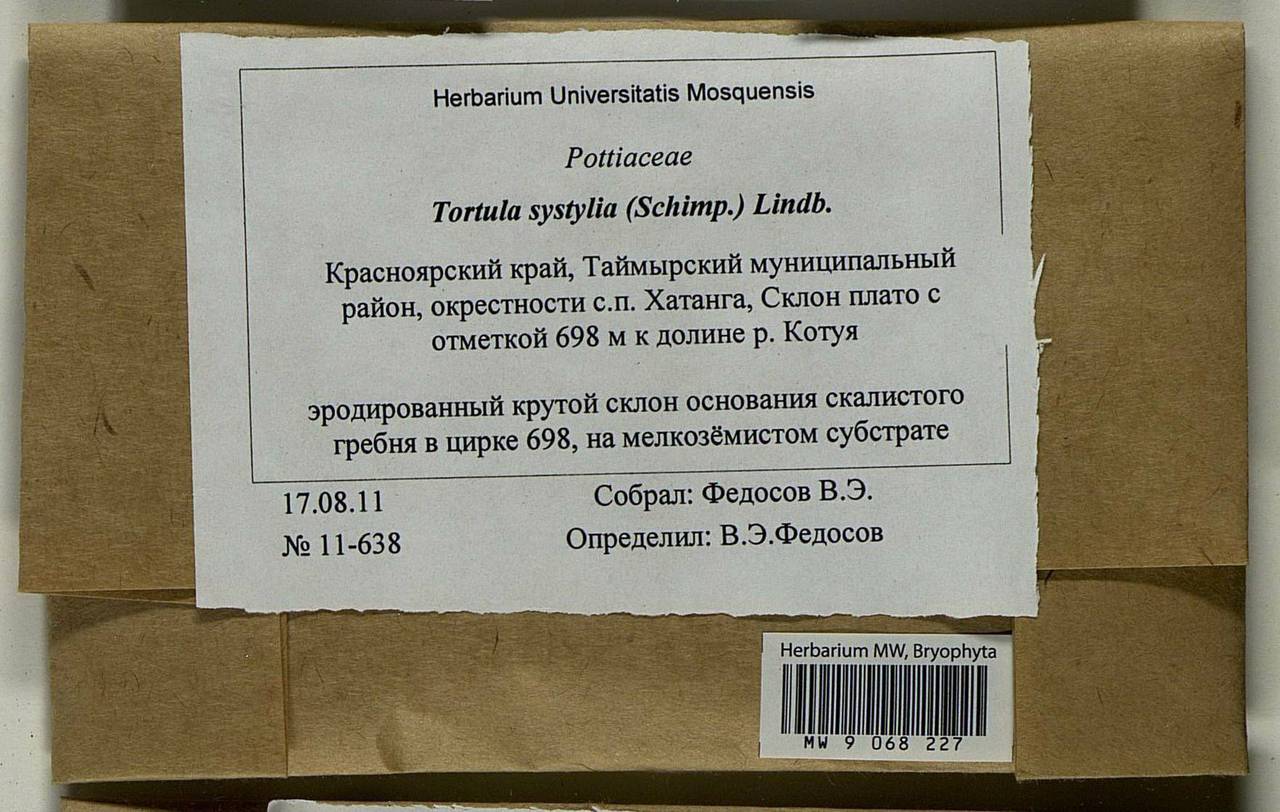 Herbarium Universitatis Mosquensis
Pottiaceae
Tortula systylia (Schimp.) Lindb.
Красноярский край, Таймырский муниципальный
район, окрестности с.п. Хатанга, Склон плато с
отметкой 698 м к долине р. Котуя
эродированный крутой склон основания скалистого
гребня в цирке 698, на мелкозёмистом субстрате
17.08.11 Собрал: Федосов В.Э.
№ 11-638 Определил: В.Э.Федосов
Herbarium MW, Bryophyta
MW 9 068 227